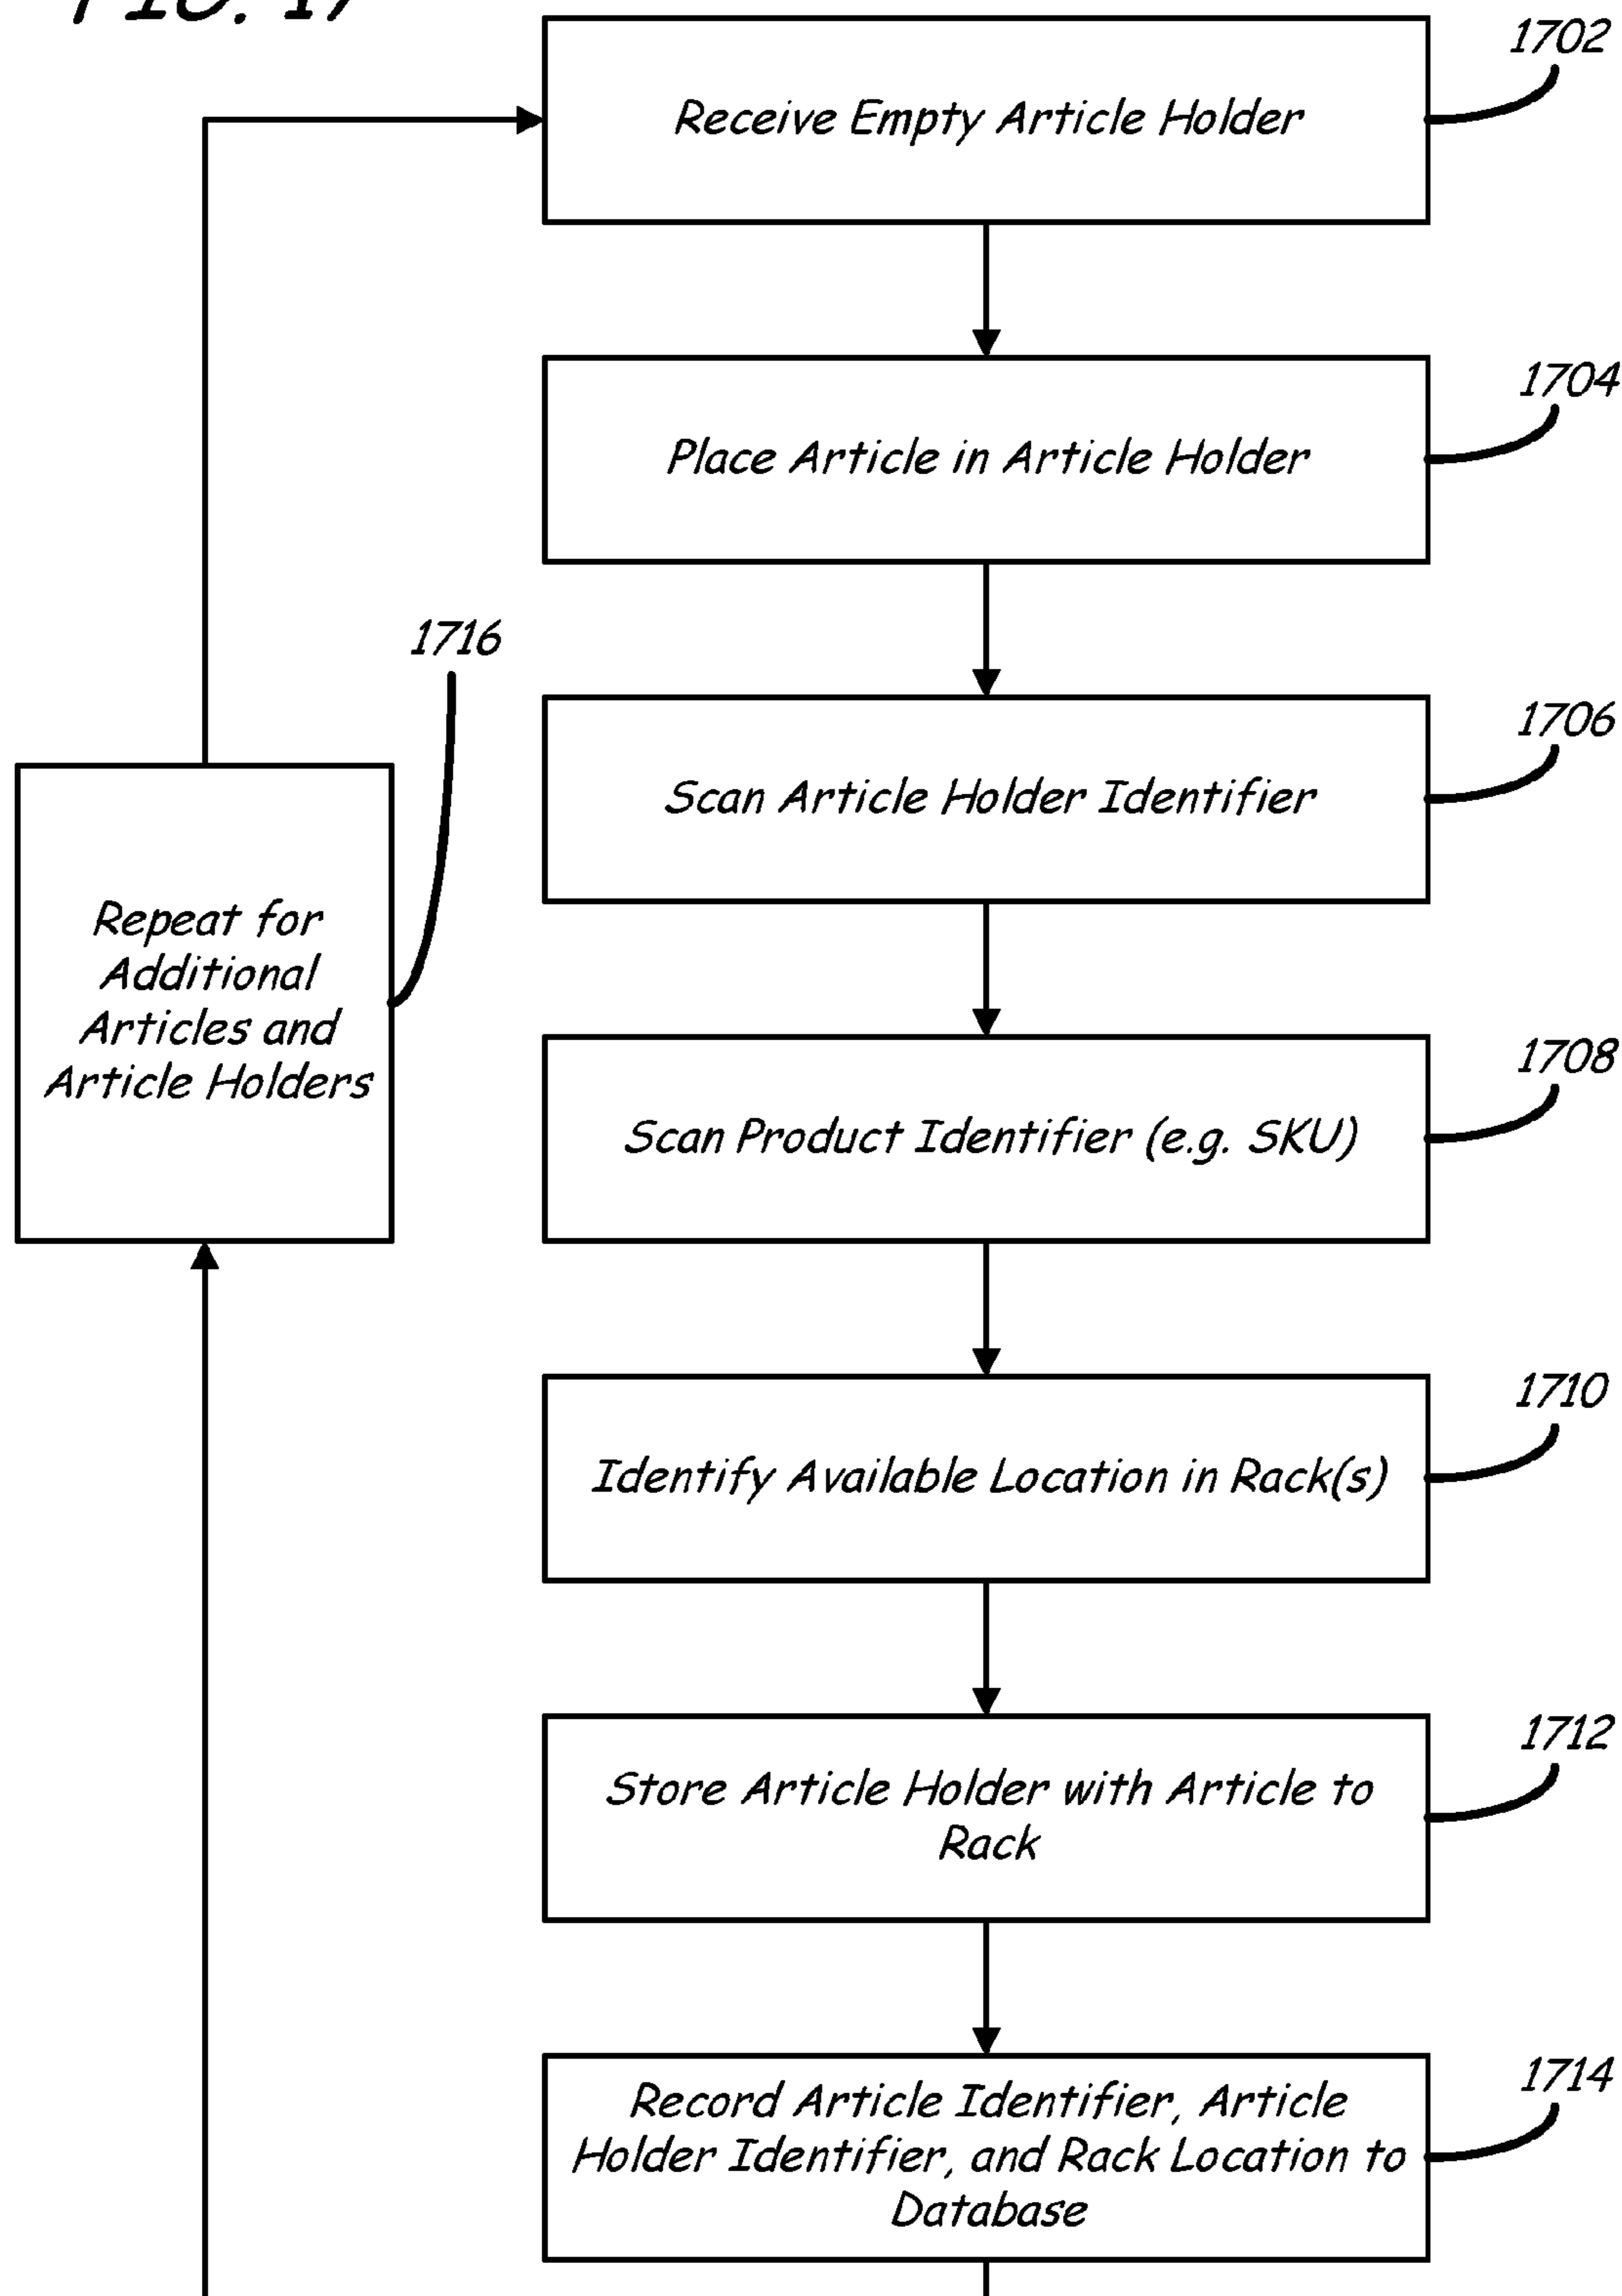 FIG. 17
1702
Receive Empty Article Holder
1704
Place Article in Article Holder
1716
1706
Scan Article Holder Identifier
Repeat for
Additional
Articles and
Article Holders
1708
Scan Product Identifier (e.g. SKU)
1710
Identify Available Location in Rack(s)
1712
Store Article Holder with Article to
Rack
1714
Record Article Identifier, Article
Holder Identifier, and Rack Location to
Database